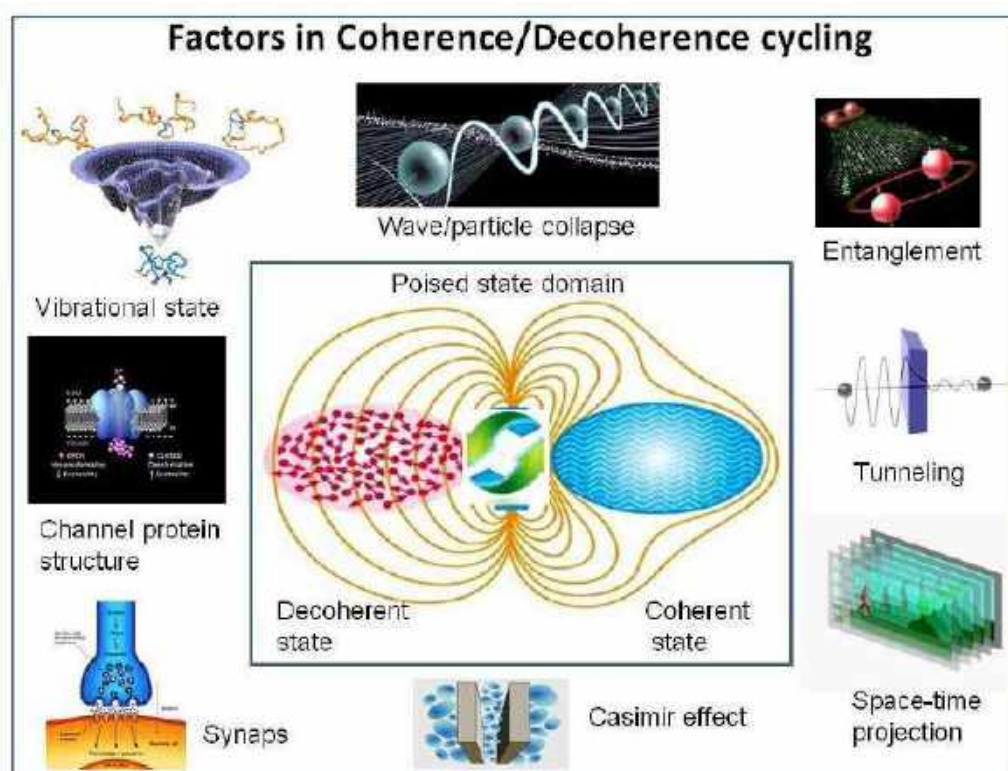 Factors in Coherence/Decoherence cycling
Wave/particle collapse
Entanglement
Vibrational state
Poised state domain
Tunneling
Channel protein
structure
Decoherent
state
Coherent
state
Synaps
Casimir effect
Space-time
projection